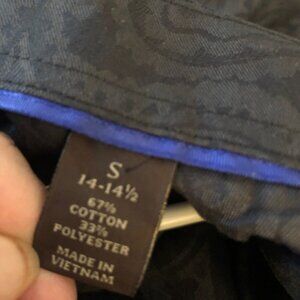 S
14-14½
67%
COTTON
33%
POLYESTER
MADE IN
VIETNAM